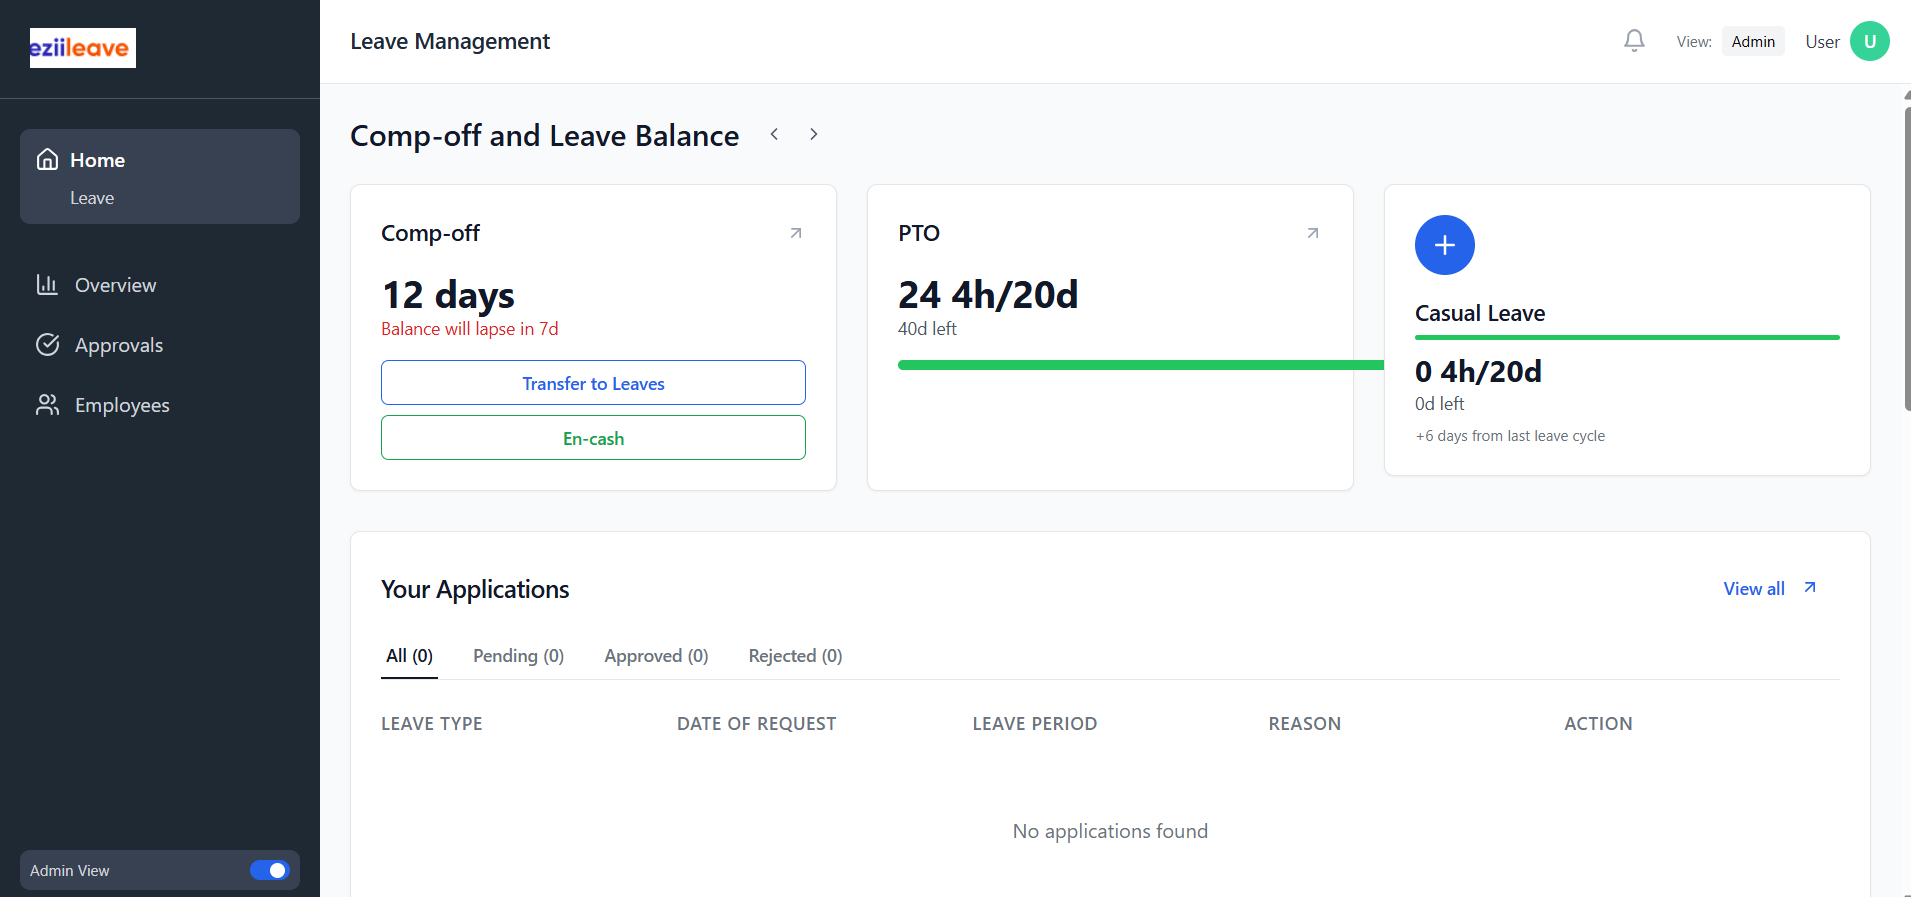 eziileave
Leave Management
View: Admin User U
Home
Leave
Overview
Approvals
Employees
Admin View
Comp-off and Leave Balance
Comp-off
12 days
Balance will lapse in 7d
Transfer to Leaves
En-cash
PTO
24 4h/20d
40d left
Casual Leave
0 4h/20d
0d left
+6 days from last leave cycle
Your Applications
View all
All (0) Pending (0) Approved (0) Rejected (0)
LEAVE TYPE DATE OF REQUEST LEAVE PERIOD REASON ACTION
No applications found